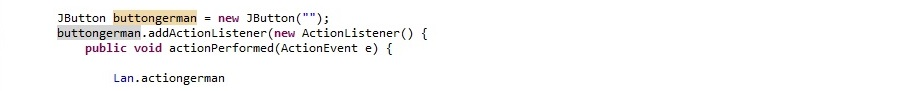 JButton buttongerman = new JButton("");
buttongerman.addActionListener(new ActionListener() {
public void actionPerformed(ActionEvent e) {
Lan.actiongerman